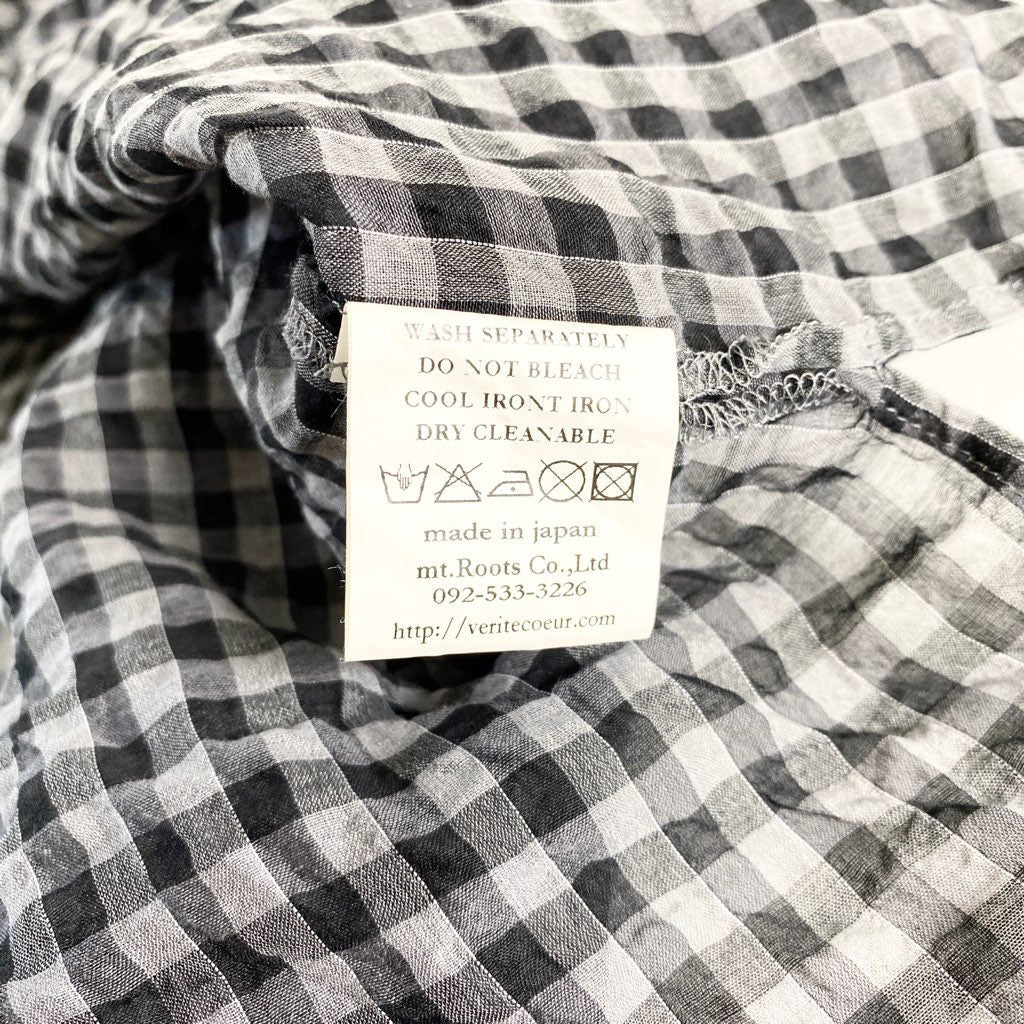 WASH SEPARATELY
DO NOT BLEACH
COOL IRONT IRON
DRY CLEANABLE
made in japan
mt.Roots Co.,Ltd
092-533-3226
http://veritecoeur.com